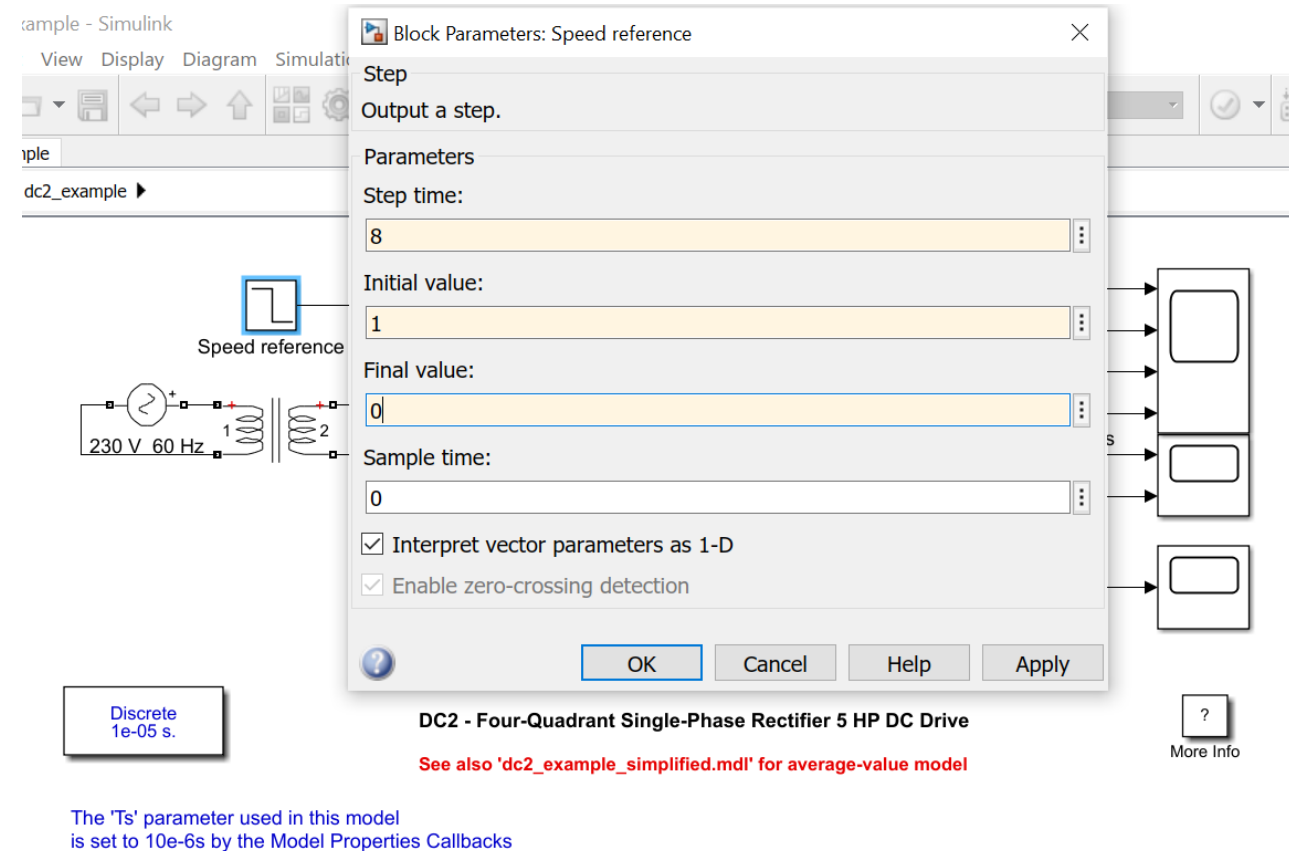 ample - Simulink
View Display Diagram Simulatio
mple
dc2_example
Block Parameters: Speed reference
Step
Output a step.
Parameters
Step time:
8
Initial value:
1
Final value:
0
Sample time:
0
Interpret vector parameters as 1-D
Enable zero-crossing detection
?
OK Cancel Help Apply
Speed reference
+
+ + 
1 2
230 V 60 Hz
s
Discrete
1e-05 s.
DC2 - Four-Quadrant Single-Phase Rectifier 5 HP DC Drive
See also 'dc2_example_simplified.mdl' for average-value model
?
More Info
The 'Ts' parameter used in this model
is set to 10e-6s by the Model Properties Callbacks